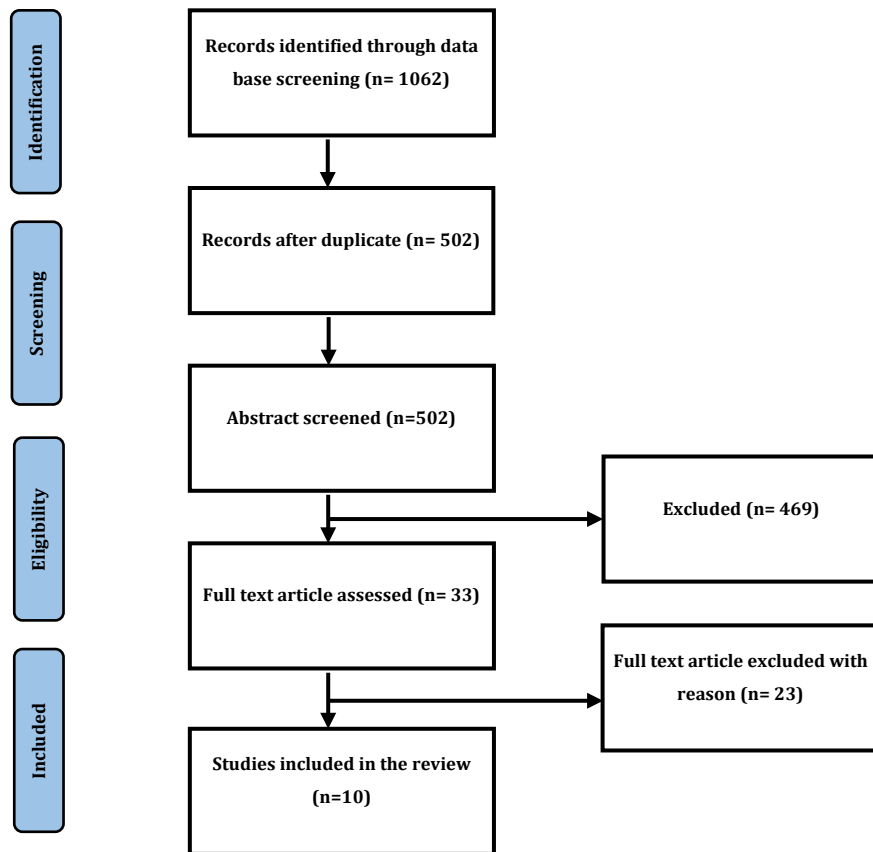 Identification
Records identified through data
base screening (n= 1062)
Records after duplicate (n= 502)
Screening
Abstract screened (n=502)
Excluded (n= 469)
Eligibility
Full text article assessed (n= 33)
Full text article excluded with
reason (n= 23)
Included
Studies included in the review
(n=10)